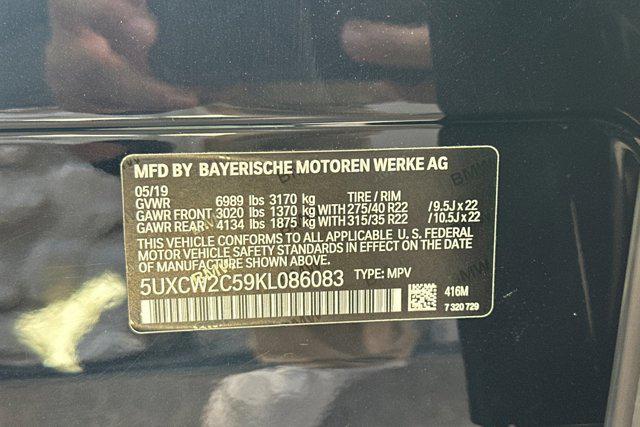 MFD BY BAYERISCHE MOTOREN WERKE AG
05/19
GVWR 6989 lbs 3170 kg TIRE / RIM
GAWR FRONT 3020 lbs 1370 kg WITH 275/40 R22 / 9.5J x 22
GAWR REAR 4134 lbs 1875 kg WITH 315/35 R22 / 10.5J x 22
THIS VEHICLE CONFORMS TO ALL APPLICABLE U. S. FEDERAL
MOTOR VEHICLE SAFETY STANDARDS IN EFFECT ON THE DATE
OF MANUFACTURE SHOWN ABOVE.
5UXCW2C59KL086083 TYPE: MPV
416M
7 320 729